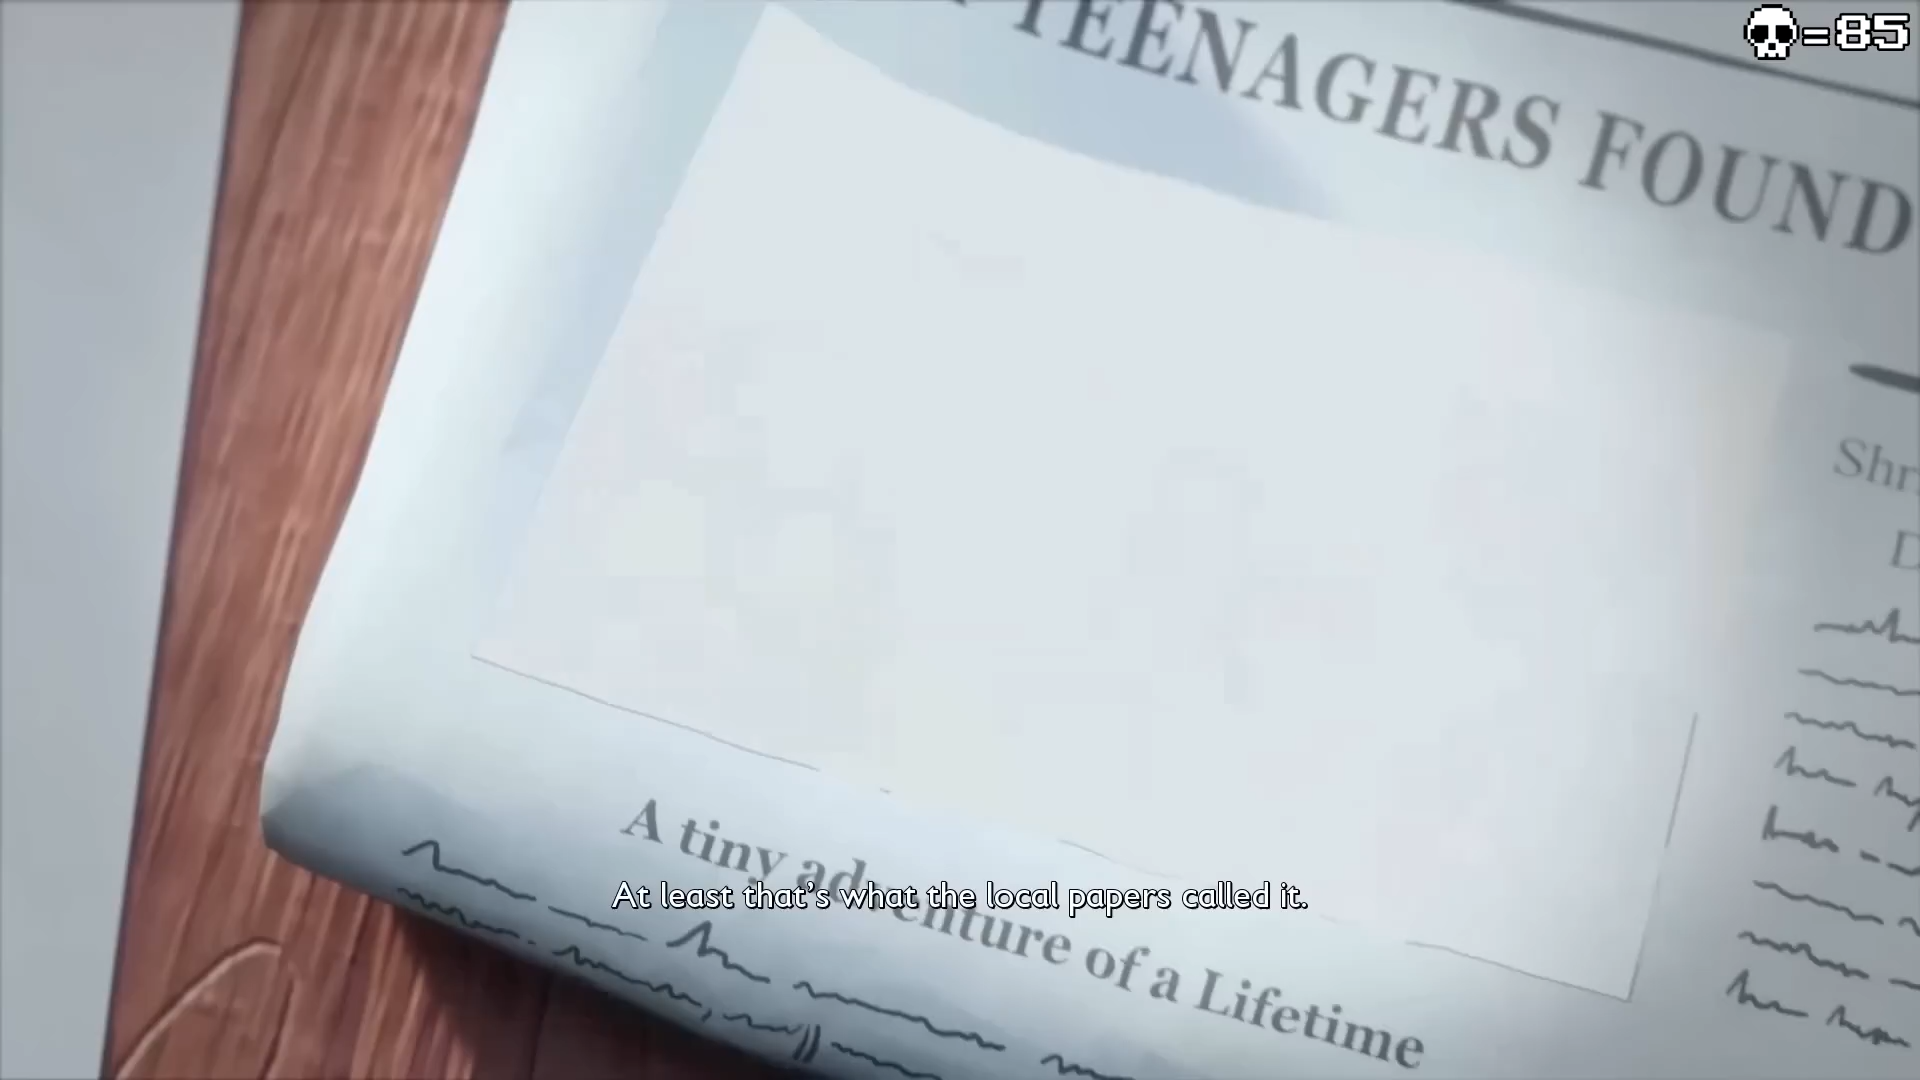 =85
TEENAGERS FOUND
Shr
D
A tiny adventure of a Lifetime
At least that's what the local papers called it.